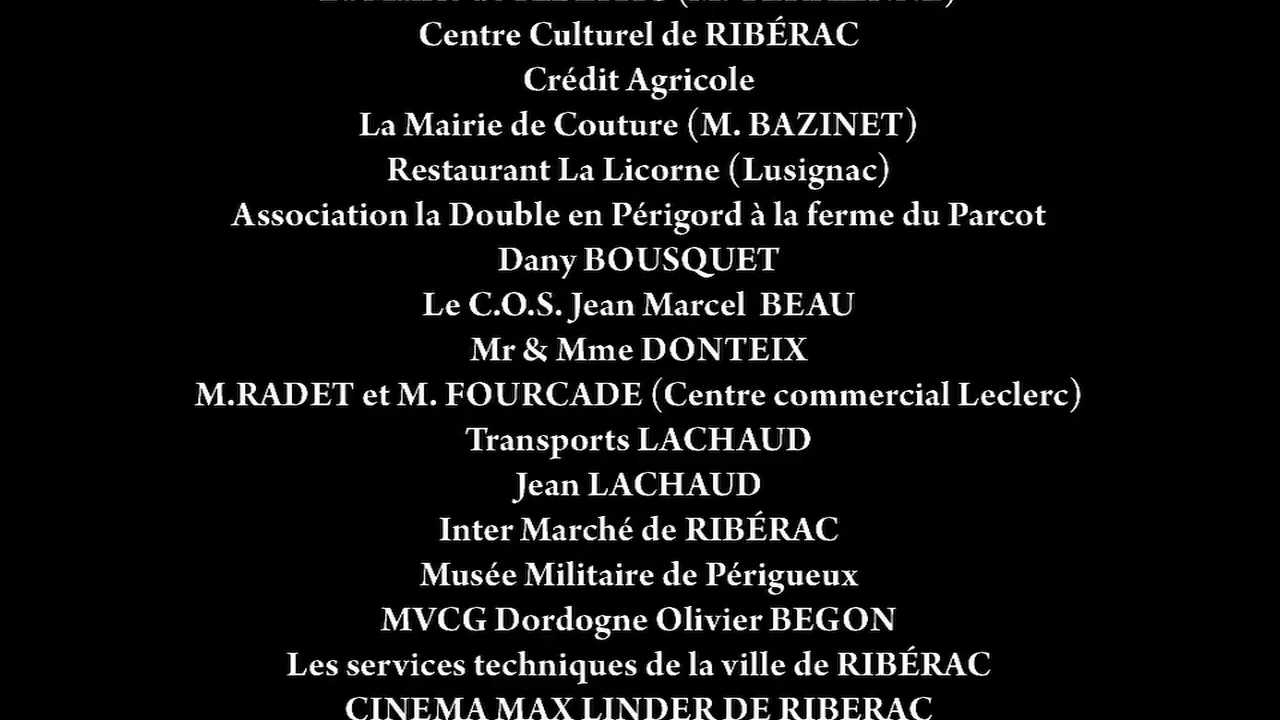 Centre Culturel de RIBÉRAC
Crédit Agricole
La Mairie de Couture (M. BAZINET)
Restaurant La Licorne (Lusignac)
Association la Double en Périgord à la ferme du Parcot
Dany BOUSQUET
Le C.O.S. Jean Marcel  BEAU
Mr & Mme DONTEIX
M.RADET et M. FOURCADE (Centre commercial Leclerc)
Transports LACHAUD
Jean LACHAUD
Inter Marché de RIBÉRAC
Musée Militaire de Périgueux
MVCG Dordogne Olivier BEGON
Les services techniques de la ville de RIBÉRAC
CINEMA MAX LINDER DE RIBERAC